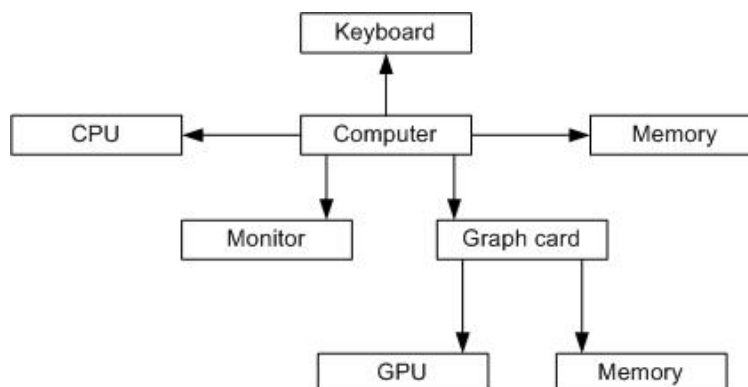 Keyboard
CPU
Computer
Memory
Monitor
Graph card
GPU
Memory